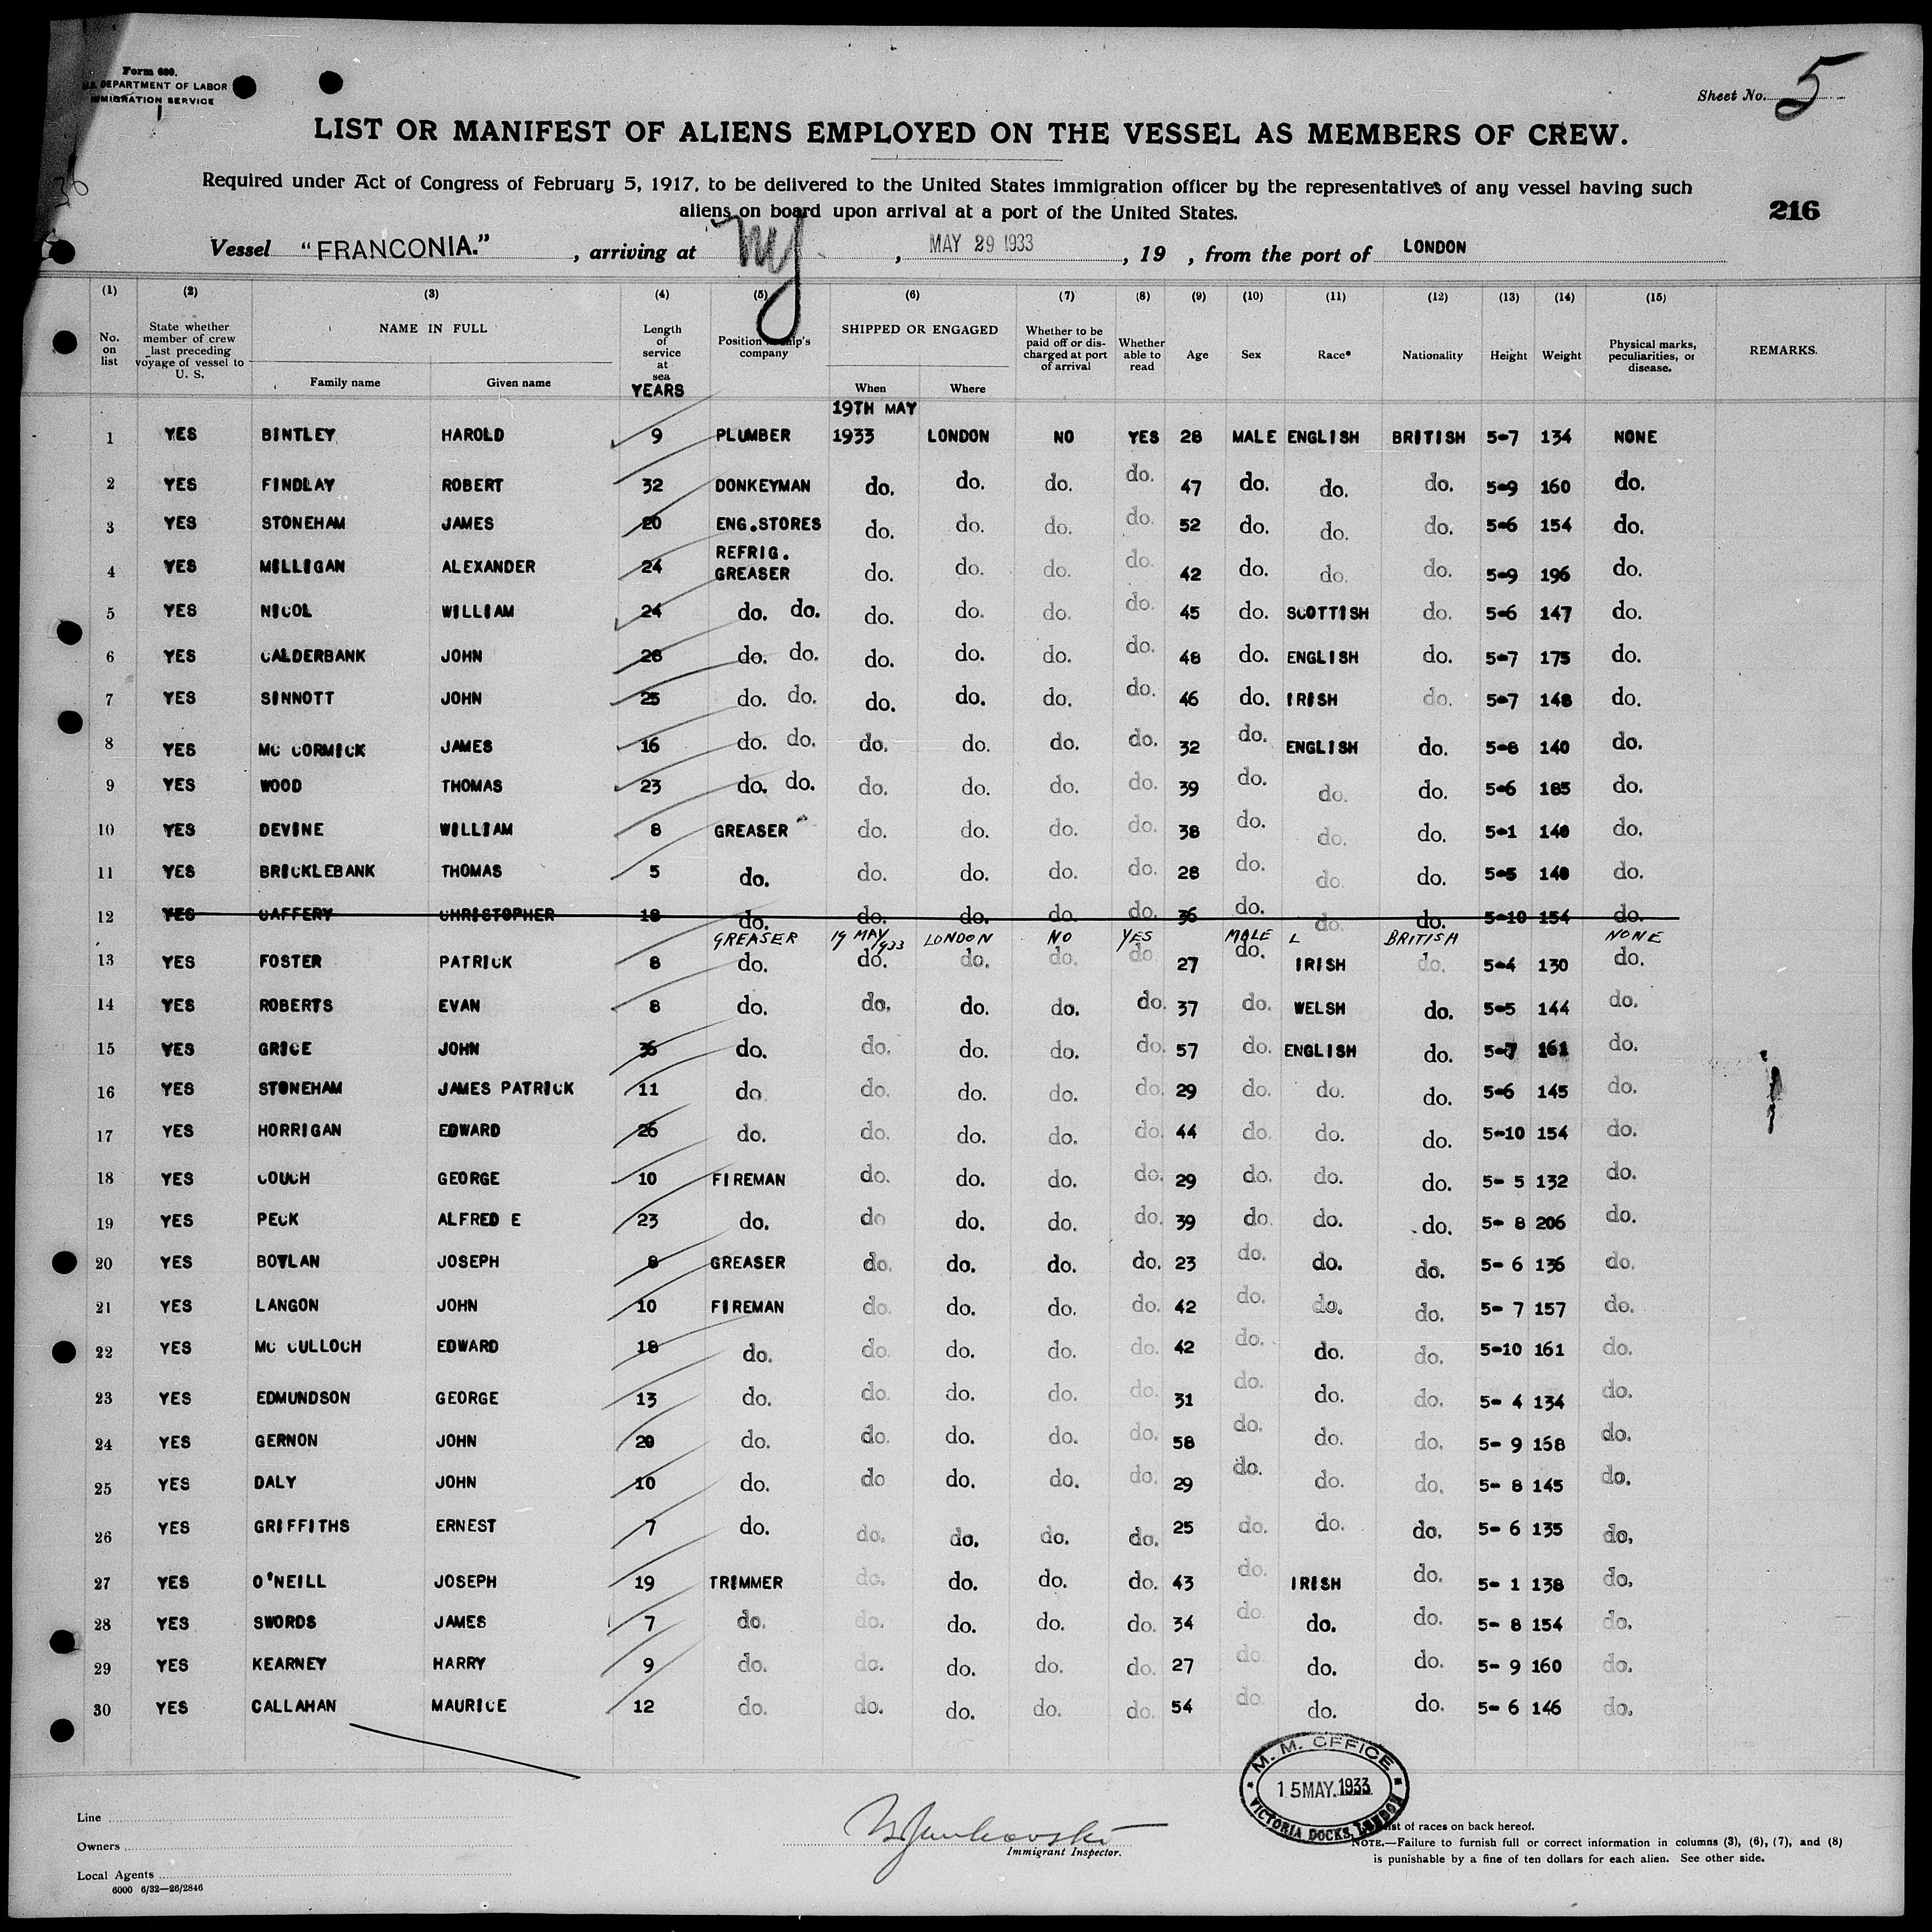 Form 680.
U.S. DEPARTMENT OF LABOR
IMMIGRATION SERVICE
Sheet No. 5
LIST OR MANIFEST OF ALIENS EMPLOYED ON THE VESSEL AS MEMBERS OF CREW.
Required under Act of Congress of February 5, 1917, to be delivered to the United States immigration officer by the representatives of any vessel having such
aliens on board upon arrival at a port of the United States.
216
Vessel "FRANCONIA." , arriving at NY , MAY 29 1933 , 19 , from the port of LONDON
(1) (2) (3) (4) (5) (6) (7) (8) (9) (10) (11) (12) (13) (14) (15)
No. on list State whether member of crew last preceding voyage of vessel to U. S. NAME IN FULL Family name Given name Length of service at sea YEARS Position in ship's company SHIPPED OR ENGAGED When Where Whether to be paid off or discharged at port of arrival Whether able to read Age Sex Race* Nationality Height Weight Physical marks, peculiarities, or disease. REMARKS.
19TH MAY
1 YES BINTLEY HAROLD 9 PLUMBER 1933 LONDON NO YES 28 MALE ENGLISH BRITISH 5-7 134 NONE
2 YES FINDLAY ROBERT 32 DONKEYMAN do. do. do. do. 47 do. do. do. 5-9 160 do.
3 YES STONEHAM JAMES 20 ENG.STORES do. do. do. do. 52 do. do. do. 5-6 154 do.
4 YES MILLIGAN ALEXANDER 24 REFRIG. GREASER do. do. do. do. 42 do. do. do. 5-9 196 do.
5 YES NICOL WILLIAM 24 do. do. do. do. do. do. 45 do. SCOTTISH do. 5-6 147 do.
6 YES CALDERBANK JOHN 28 do. do. do. do. do. do. 48 do. ENGLISH do. 5-7 175 do.
7 YES SINNOTT JOHN 25 do. do. do. do. do. do. 46 do. IRISH do. 5-7 148 do.
8 YES MC CORMICK JAMES 16 do. do. do. do. do. do. 32 do. ENGLISH do. 5-8 140 do.
9 YES WOOD THOMAS 23 do. do. do. do. do. do. 39 do. do. do. 5-6 185 do.
10 YES DEVINE WILLIAM 8 GREASER do. do. do. do. 38 do. do. do. 5-1 140 do.
11 YES BRICKLEBANK THOMAS 5 do. do. do. do. do. 28 do. do. do. 5-5 140 do.
12 YES CAFFERY CHRISTOPHER 18 do. do. do. do. do. 36 do. do. do. 5-10 154 do.
GREASER 19 MAY 1933 LONDON NO YES MALE L BRITISH NONE
13 YES FOSTER PATRICK 8 do. do. do. do. do. 27 do. IRISH do. 5-4 130 do.
14 YES ROBERTS EVAN 8 do. do. do. do. do. 37 do. WELSH do. 5-5 144 do.
15 YES GRICE JOHN 36 do. do. do. do. do. 57 do. ENGLISH do. 5-7 161 do.
16 YES STONEHAM JAMES PATRICK 11 do. do. do. do. do. 29 do. do. do. 5-6 145 do.
17 YES HORRIGAN EDWARD 26 do. do. do. do. do. 44 do. do. do. 5-10 154 do.
18 YES COUCH GEORGE 10 FIREMAN do. do. do. do. 29 do. do. do. 5- 5 132 do.
19 YES PECK ALFRED E 23 do. do do. do. do. 39 do. do. do. 5- 8 206 do.
20 YES BOYLAN JOSEPH 8 GREASER do. do. do. do. 23 do. do. do. 5- 6 136 do.
21 YES LANGON JOHN 10 FIREMAN do. do. do. do. 42 do. do. do. 5- 7 157 do.
22 YES MC CULLOCH EDWARD 18 do. do. do. do. do. 42 do. do. do. 5-10 161 do.
23 YES EDMUNDSON GEORGE 13 do. do. do. do. do. 31 do. do. do. 5- 4 134 do.
24 YES GERNON JOHN 20 do. do. do. do. do. 58 do. do. do. 5- 9 168 do.
25 YES DALY JOHN 10 do. do do. do. do. 29 do. do. do. 5- 8 145 do.
26 YES GRIFFITHS ERNEST 7 do. do. do. do. do. 25 do. do. do. 5- 6 135 do.
27 YES O'NEILL JOSEPH 19 TRIMMER do. do. do. do. 43 do. IRISH do. 5- 1 138 do.
28 YES SWORDS JAMES 7 do. do. do. do. do. 34 do. do. do. 5- 8 154 do.
29 YES KEARNEY HARRY 9 do. do. do. do. do. 27 do. do. do. 5- 9 160 do.
30 YES CALLAHAN MAURICE 12 do. do. do. do. do. 54 do. do. do. 5- 6 146 do.
M. M. OFFICE
15 MAY. 1933
VICTORIA DOCKS, LONDON
Line
Owners
Local Agents
6000 6/32—26/2846
Immigrant Inspector.
list of races on back hereof.
NOTE.—Failure to furnish full or correct information in columns (3), (6), (7), and (8)
is punishable by a fine of ten dollars for each alien. See other side.